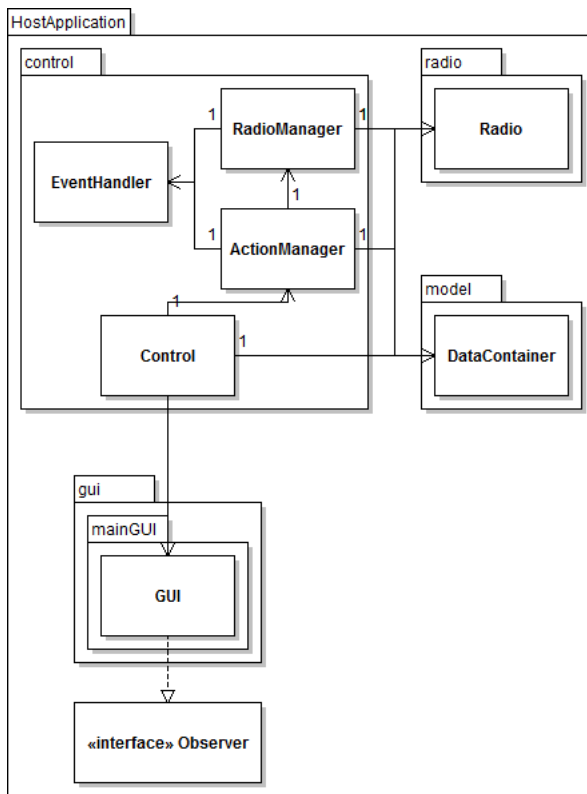 HostApplication
control
radio
1
RadioManager
1
Radio
EventHandler
1
1
ActionManager
1
model
1
Control
1
DataContainer
gui
mainGUI
GUI
«interface» Observer